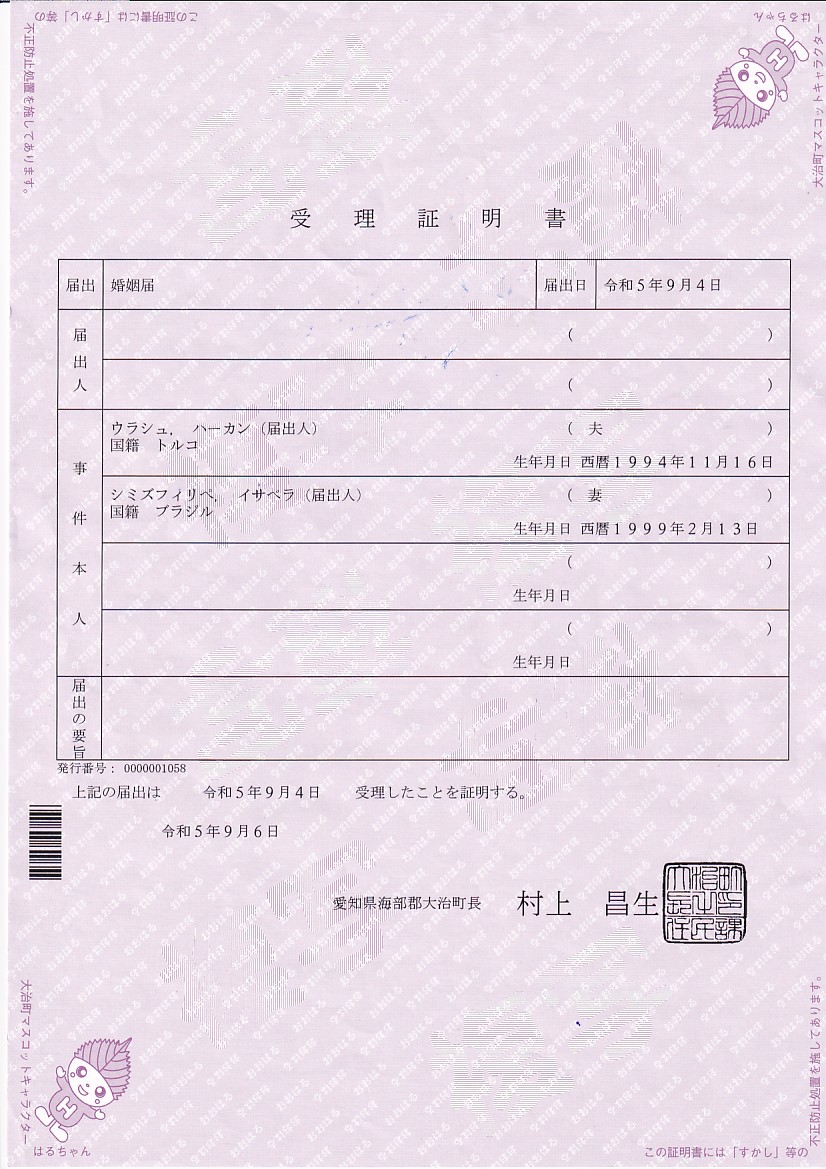 この証明書には「すかし」等の
不正防止処置を施してあります。
はるちゃん
大治町マスコットキャラクター
受理証明書
届出 婚姻届 届出日 令和5年9月4日
届出人 ( )
( )
事件本人
ウラシュ, ハーカン(届出人) ( 夫 )
国籍 トルコ
生年月日 西暦1994年11月16日
シミズフィリペ, イサベラ(届出人) ( 妻 )
国籍 ブラジル
生年月日 西暦1999年2月13日
( )
生年月日
( )
生年月日
届出の要旨
発行番号: 0000001058
上記の届出は 令和5年9月4日 受理したことを証明する。
令和5年9月6日
愛知県海部郡大治町長 村上 昌生
大治町マスコットキャラクター
はるちゃん
この証明書には「すかし」等の
不正防止処置を施してあります。